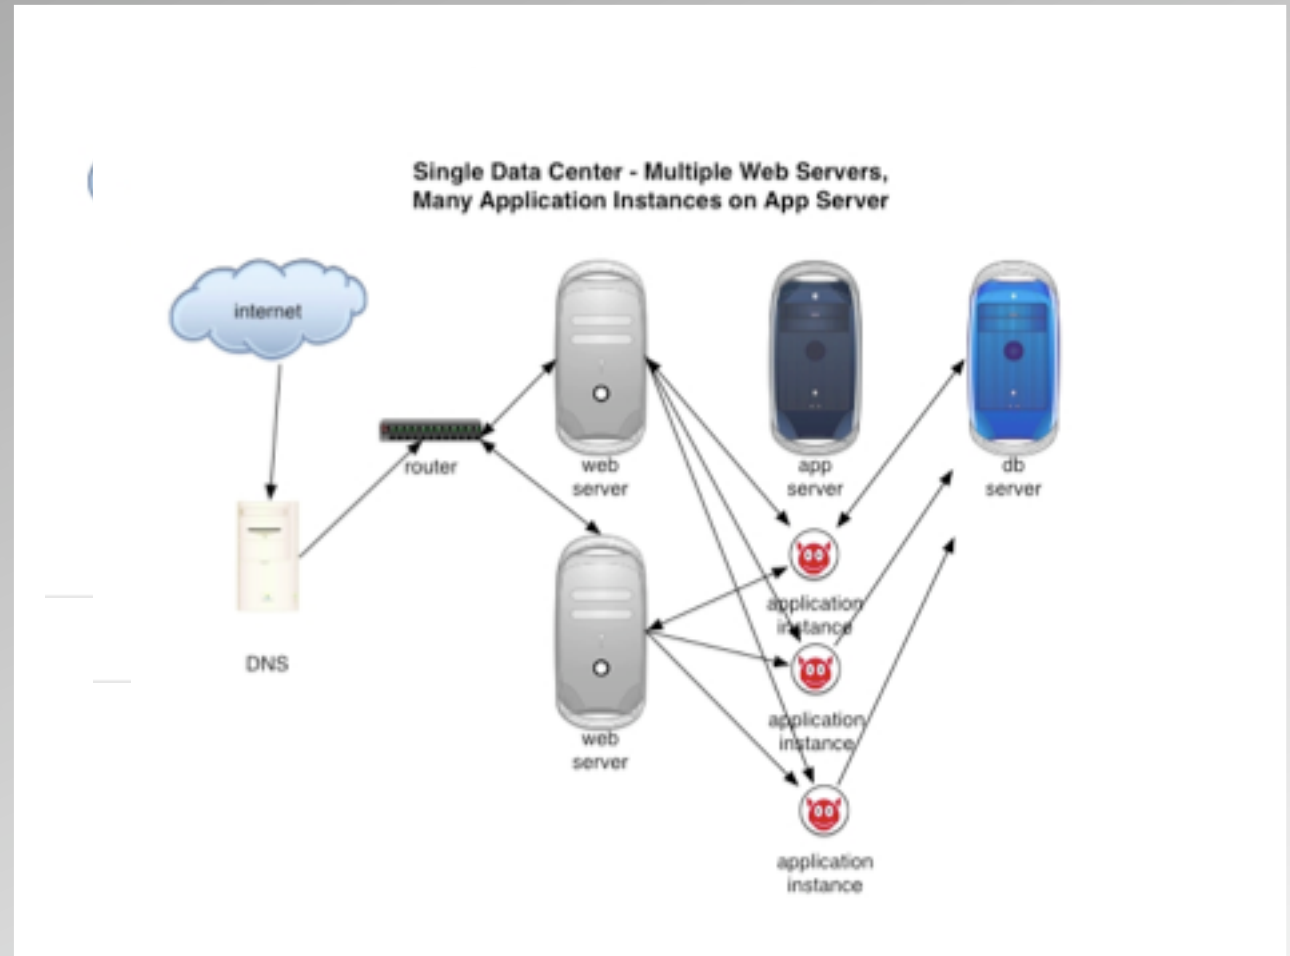 Single Data Center - Multiple Web Servers,
Many Application Instances on App Server
internet
router
web
server
app
server
db
server
application
instance
DNS
application
instance
web
server
application
instance